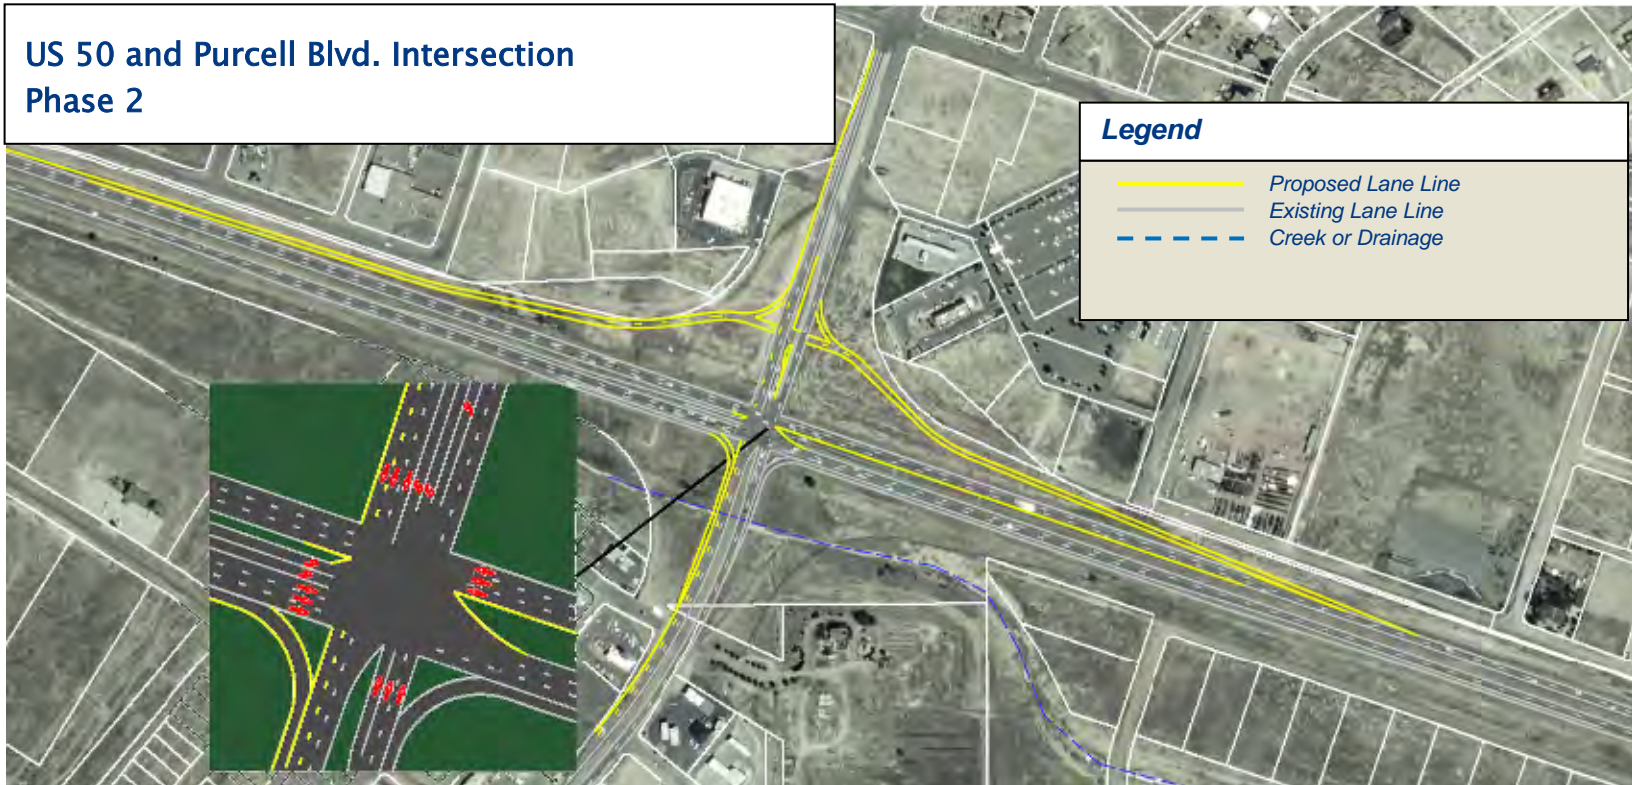 US 50 and Purcell Blvd. Intersection
Phase 2
Legend
Proposed Lane Line
Existing Lane Line
Creek or Drainage